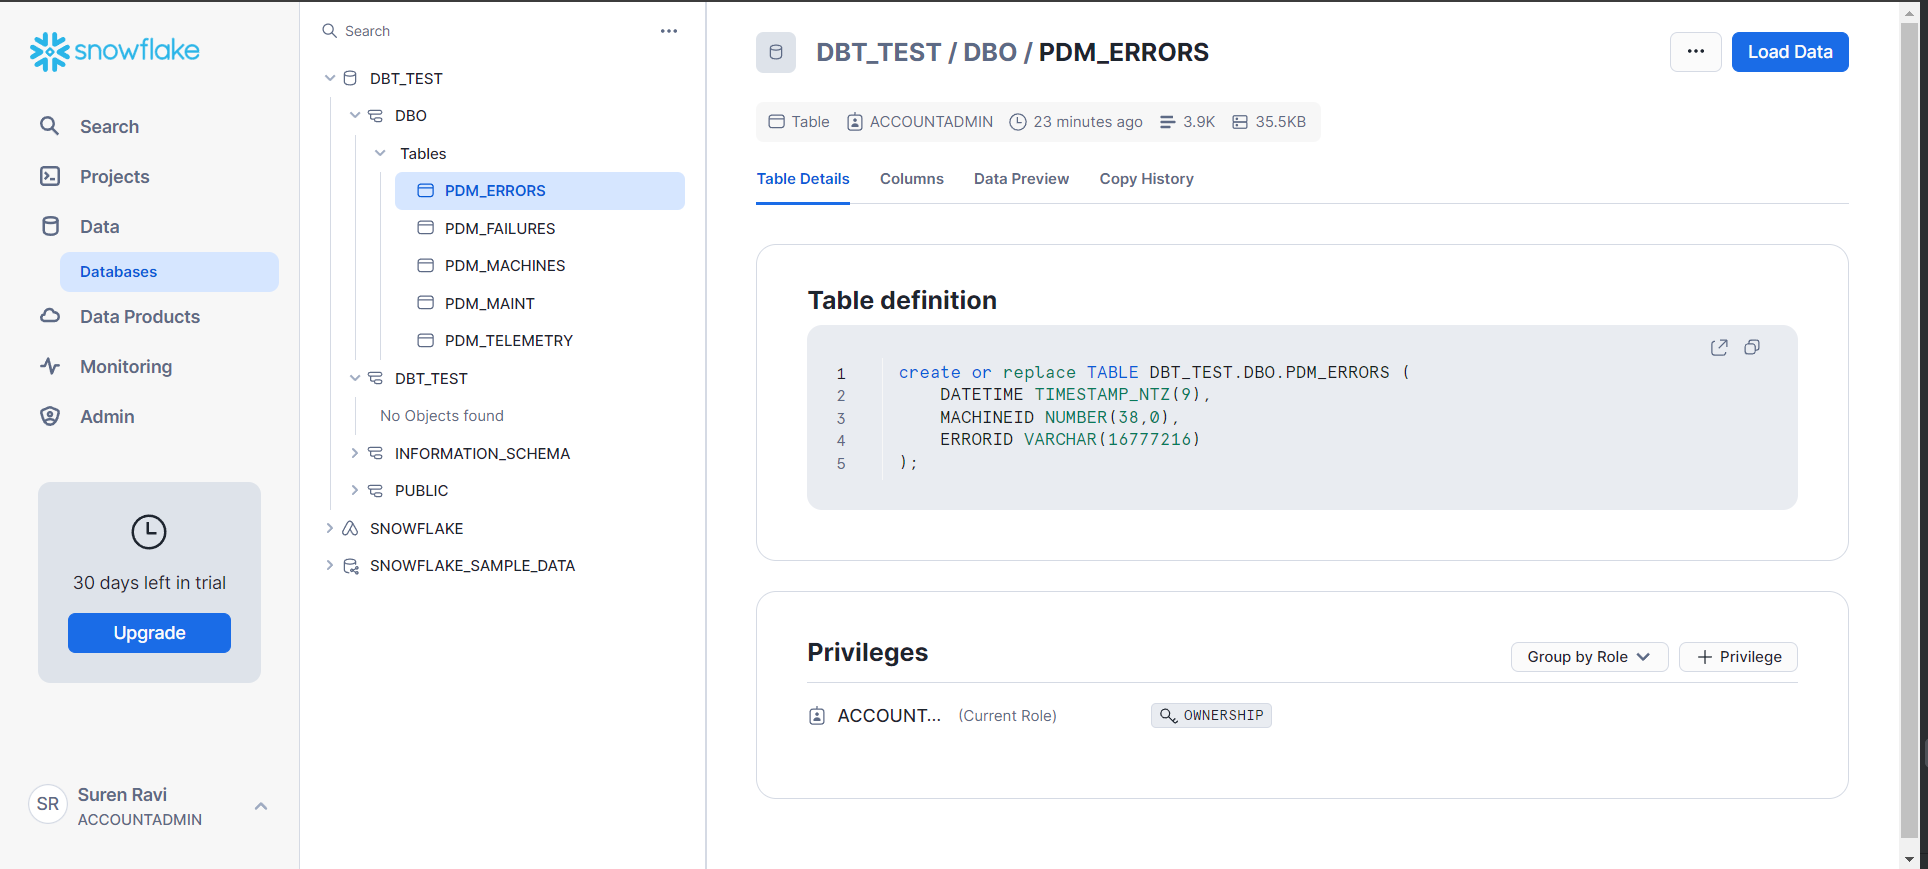 snowflake
Search
Projects
Data
Databases
Data Products
Monitoring
Admin
30 days left in trial
Upgrade
SR
Suren Ravi
ACCOUNTADMIN
Search
DBT_TEST
DBO
Tables
PDM_ERRORS
PDM_FAILURES
PDM_MACHINES
PDM_MAINT
PDM_TELEMETRY
DBT_TEST
No Objects found
INFORMATION_SCHEMA
PUBLIC
SNOWFLAKE
SNOWFLAKE_SAMPLE_DATA
DBT_TEST / DBO / PDM_ERRORS
Load Data
Table ACCOUNTADMIN 23 minutes ago 3.9K 35.5KB
Table Details Columns Data Preview Copy History
Table definition
1 create or replace TABLE DBT_TEST.DBO.PDM_ERRORS (
2 DATETIME TIMESTAMP_NTZ(9),
3 MACHINEID NUMBER(38,0),
4 ERRORID VARCHAR(16777216)
5 );
Privileges
Group by Role
+ Privilege
ACCOUNT... (Current Role) OWNERSHIP